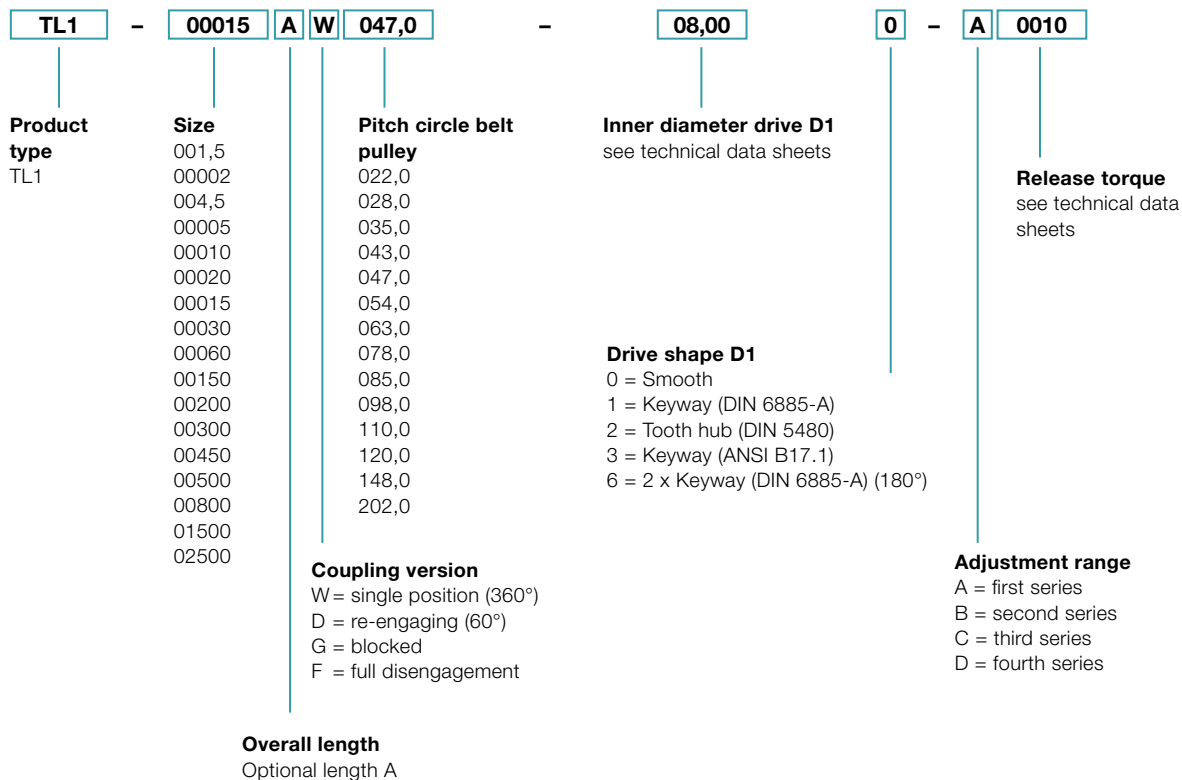 TL1 – 00015 A W 047,0 – 08,00 0 – A 0010
Product
type
TL1
Size
001,5
00002
004,5
00005
00010
00020
00015
00030
00060
00150
00200
00300
00450
00500
00800
01500
02500
Pitch circle belt
pulley
022,0
028,0
035,0
043,0
047,0
054,0
063,0
078,0
085,0
098,0
110,0
120,0
148,0
202,0
Inner diameter drive D1
see technical data sheets
Release torque
see technical data
sheets
Drive shape D1
0 = Smooth
1 = Keyway (DIN 6885-A)
2 = Tooth hub (DIN 5480)
3 = Keyway (ANSI B17.1)
6 = 2 x Keyway (DIN 6885-A) (180°)
Coupling version
W = single position (360°)
D = re-engaging (60°)
G = blocked
F = full disengagement
Adjustment range
A = first series
B = second series
C = third series
D = fourth series
Overall length
Optional length A